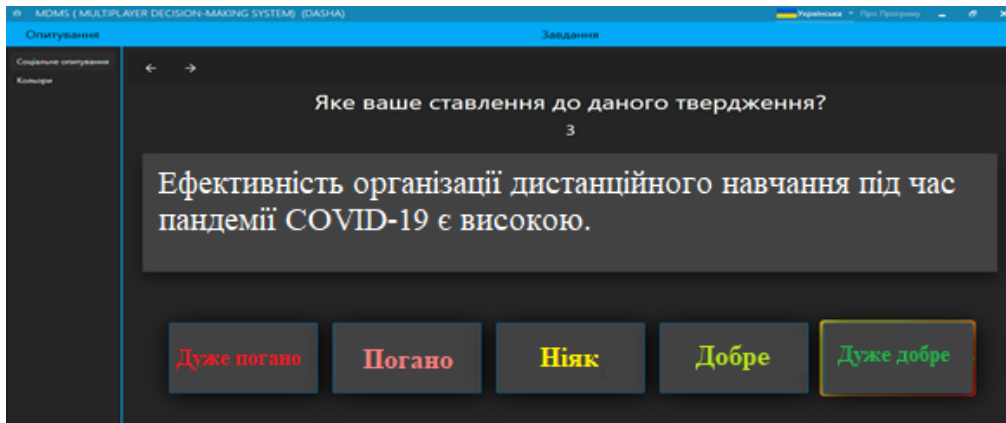 MDMS ( MULTIPLAYER DECISION-MAKING SYSTEM) (DASHA)
Українська
Про Програму
Опитування
Завдання
Соціальне опитування
Кольори
Яке ваше ставлення до даного твердження?
3
Ефективність організації дистанційного навчання під час
пандемії COVID-19 є високою.
Дуже погано
Погано
Ніяк
Добре
Дуже добре